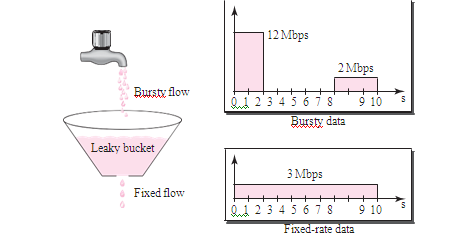 Bursty flow
Leaky bucket
Fixed flow
12 Mbps
2 Mbps
0 1 2 3 4 5 6 7 8 9 10 s
Bursty data
3 Mbps
0 1 2 3 4 5 6 7 8 9 10 s
Fixed-rate data